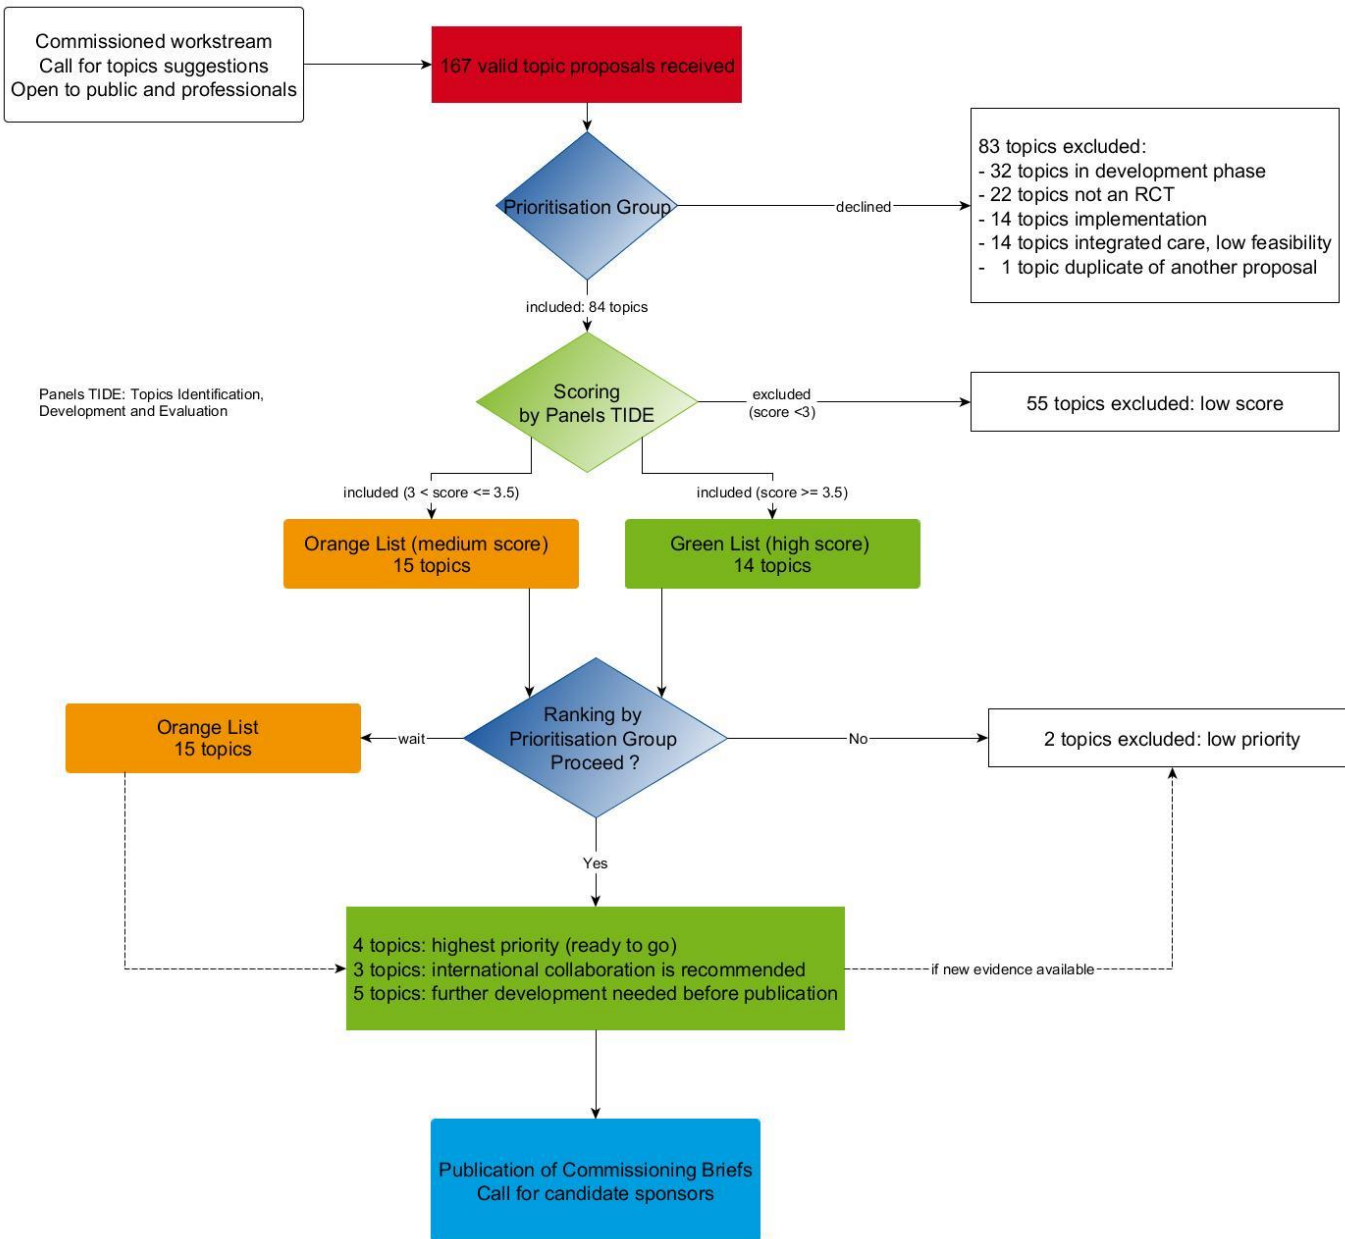 Commissioned workstream
Call for topics suggestions
Open to public and professionals
167 valid topic proposals received
Prioritisation Group
declined
83 topics excluded:
- 32 topics in development phase
- 22 topics not an RCT
- 14 topics implementation
- 14 topics integrated care, low feasibility
- 1 topic duplicate of another proposal
included: 84 topics
Panels TIDE: Topics Identification,
Development and Evaluation
Scoring
by Panels TIDE
excluded
(score <3)
55 topics excluded: low score
included (3 < score <= 3.5)
included (score >= 3.5)
Orange List (medium score)
15 topics
Green List (high score)
14 topics
Orange List
15 topics
wait
Ranking by
Prioritisation Group
Proceed ?
No
2 topics excluded: low priority
Yes
4 topics: highest priority (ready to go)
3 topics: international collaboration is recommended
5 topics: further development needed before publication
if new evidence available
Publication of Commissioning Briefs
Call for candidate sponsors